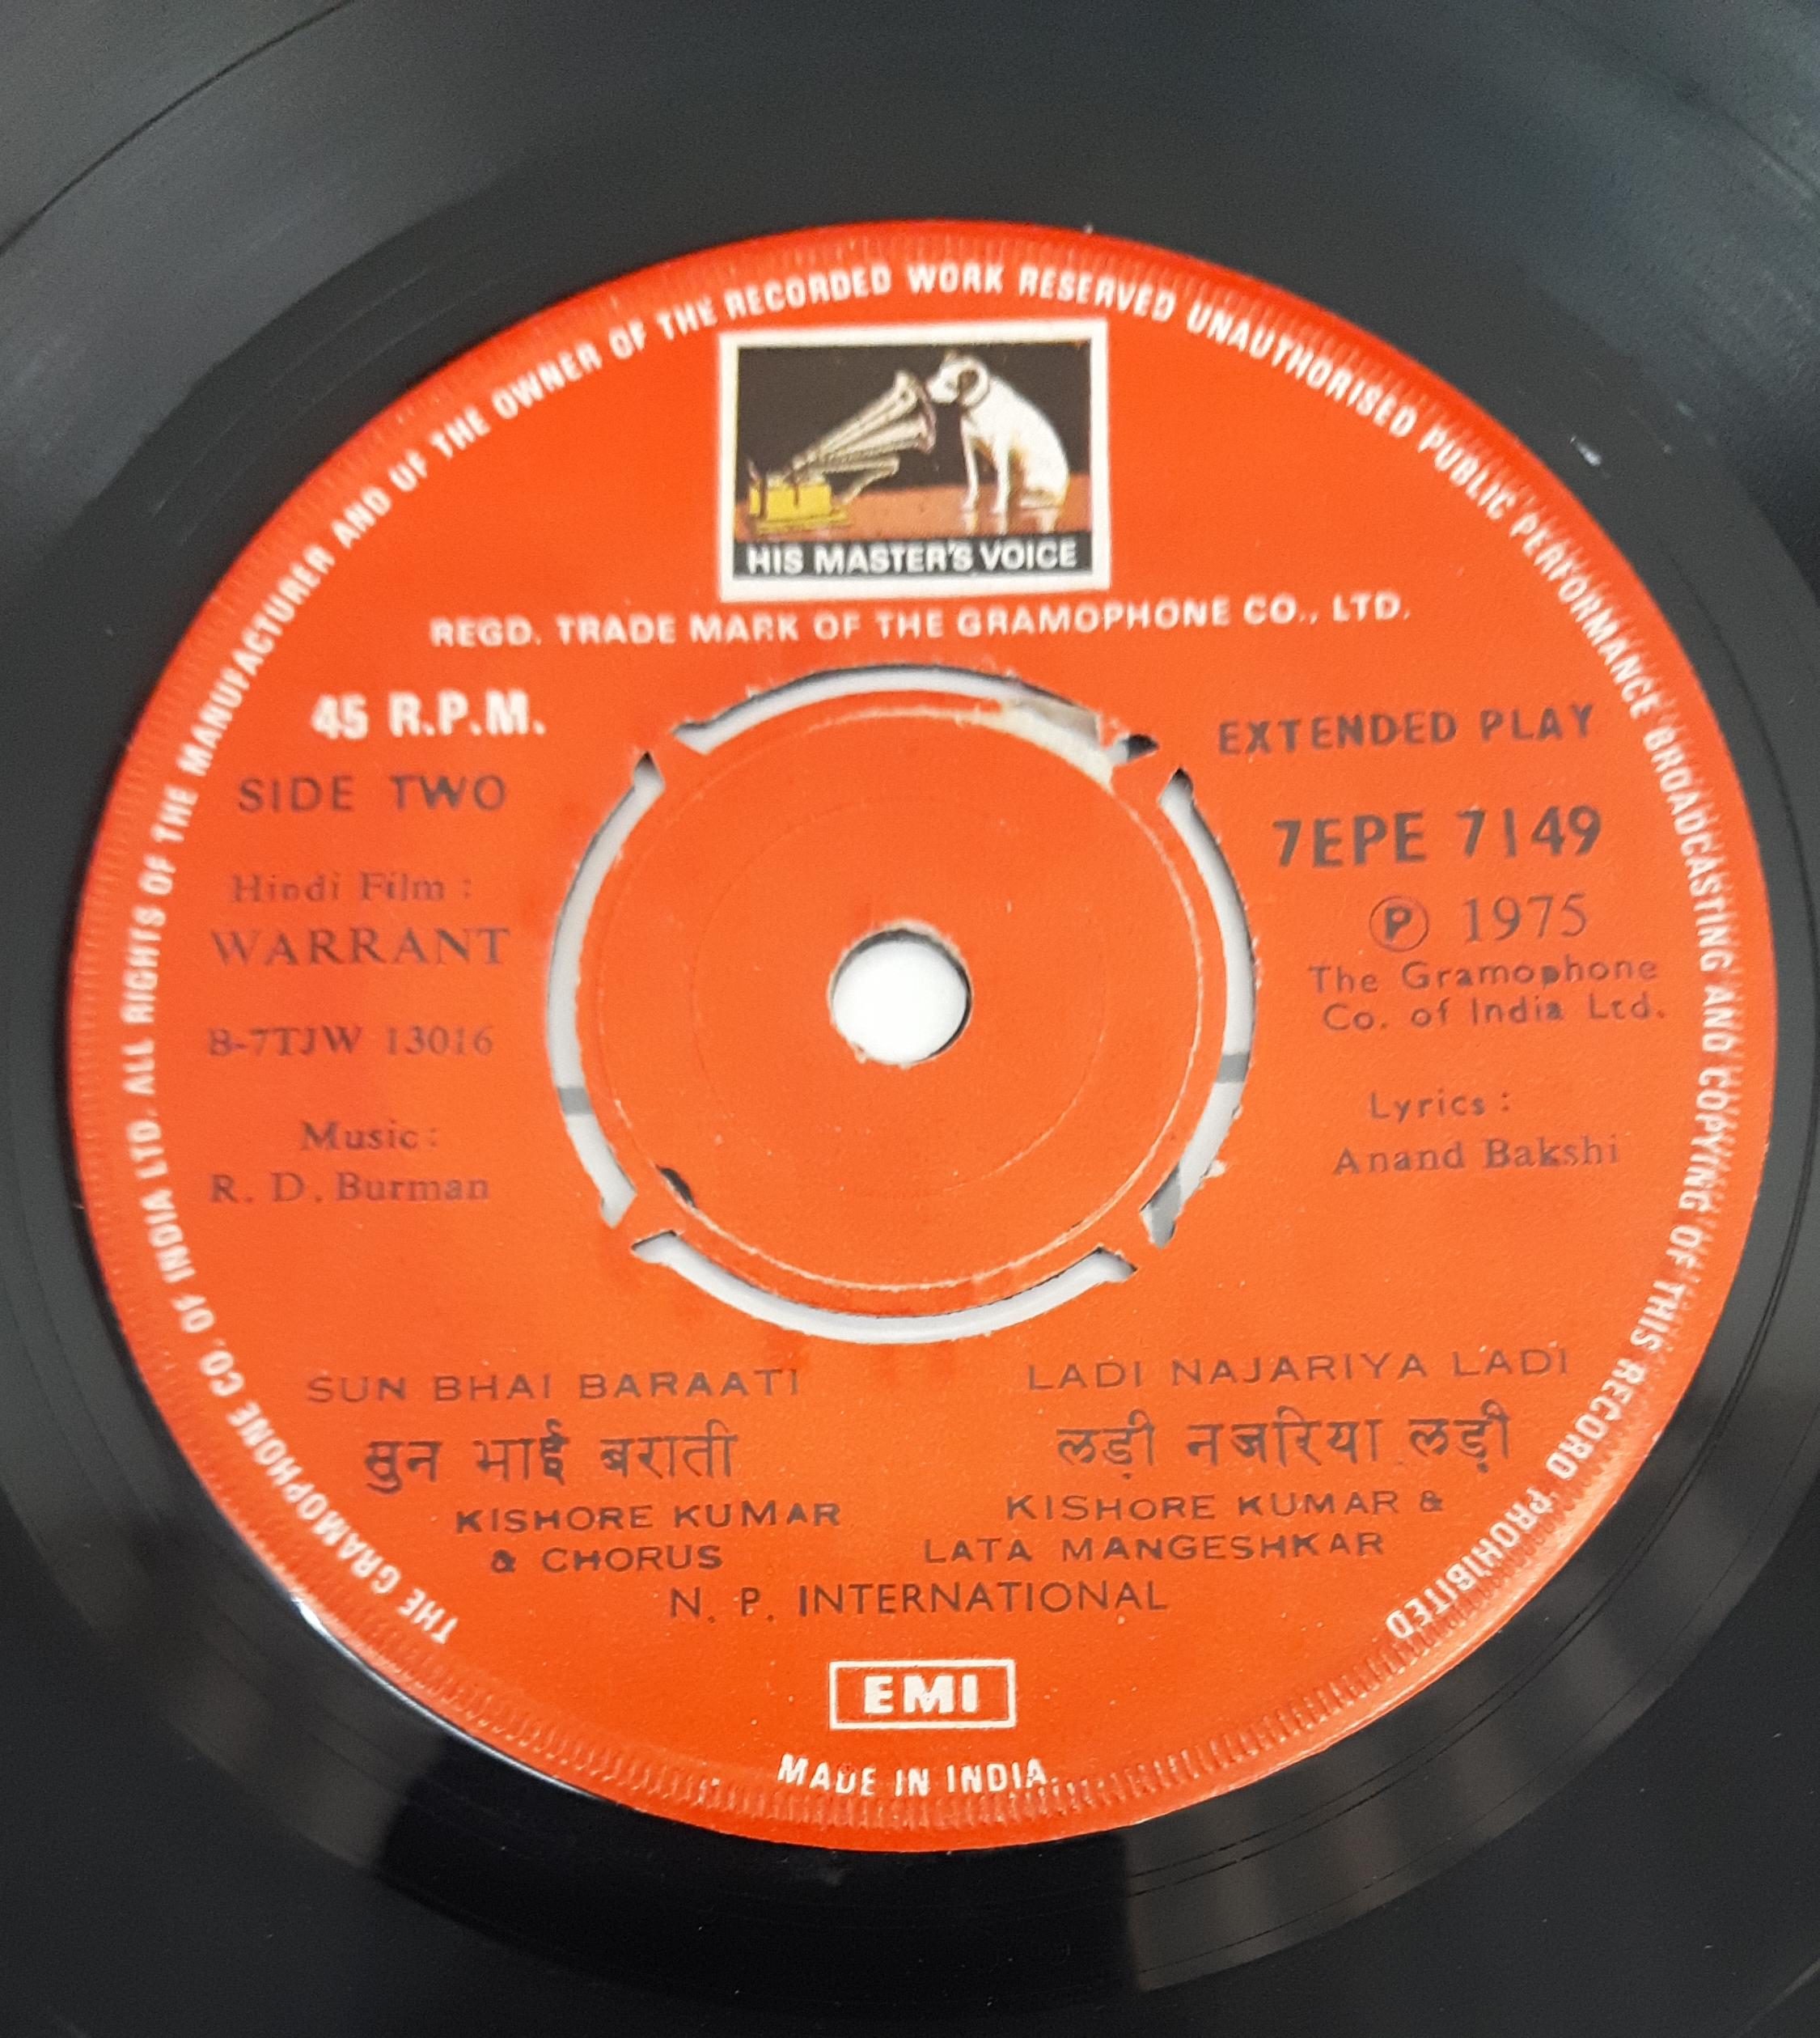 THE GRAMOPHONE CO. OF INDIA LTD. ALL RIGHTS OF THE MANUFACTURER AND OF THE OWNER OF THE RECORDED WORK RESERVED UNAUTHORISED PUBLIC PERFORMANCE BROADCASTING AND COPYING OF THIS RECORD PROHIBITED
HIS MASTER'S VOICE
REGD. TRADE MARK OF THE GRAMOPHONE CO., LTD.
45 R.P.M.
SIDE TWO
Hindi Film :
WARRANT
B-7TJW 13016
Music :
R. D. Burman
EXTENDED PLAY
7EPE 7149
Ⓟ 1975
The Gramophone
Co. of India Ltd.
Lyrics :
Anand Bakshi
SUN BHAI BARAATI
सुन भाई बराती
KISHORE KUMAR
& CHORUS
LADI NAJARIYA LADI
लड़ी नजरिया लड़ी
KISHORE KUMAR &
LATA MANGESHKAR
N. P. INTERNATIONAL
EMI
MADE IN INDIA.